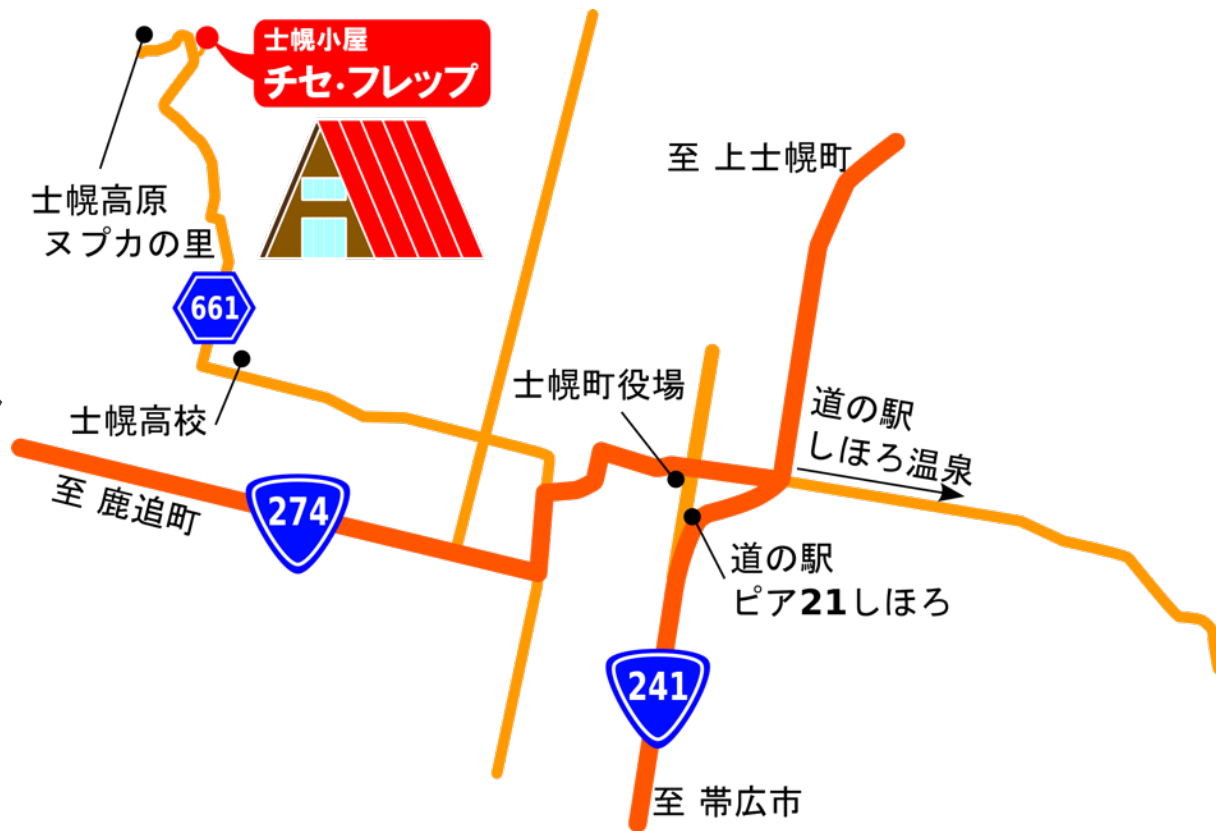 士幌小屋
チセ・フレップ
至 上士幌町
士幌高原
ヌプカの里
661
士幌町役場
道の駅
しほろ温泉
士幌高校
至 鹿追町
274
道の駅
ピア21しほろ
241
至 帯広市